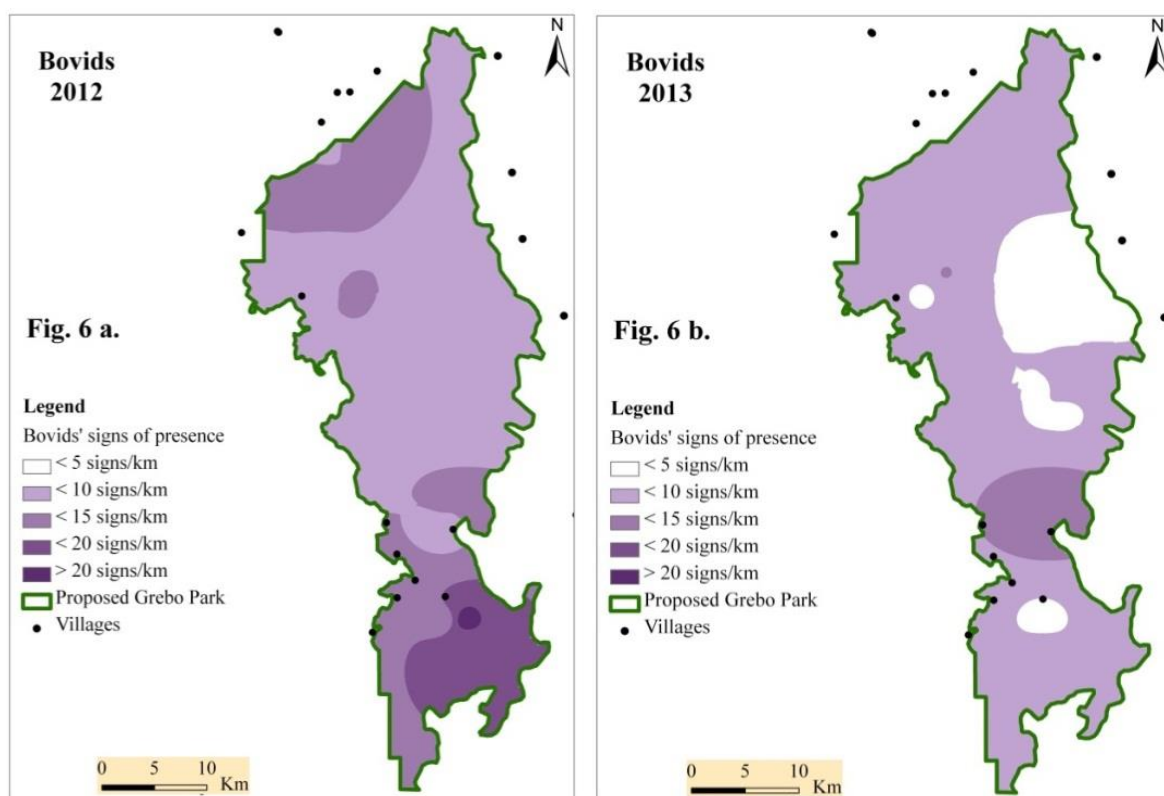 Bovids
2012
N
Fig. 6 a.
Legend
Bovids' signs of presence
< 5 signs/km
< 10 signs/km
< 15 signs/km
< 20 signs/km
> 20 signs/km
Proposed Grebo Park
Villages
0 5 10
Km
Bovids
2013
N
Fig. 6 b.
Legend
Bovids' signs of presence
< 5 signs/km
< 10 signs/km
< 15 signs/km
< 20 signs/km
> 20 signs/km
Proposed Grebo Park
Villages
0 5 10
Km